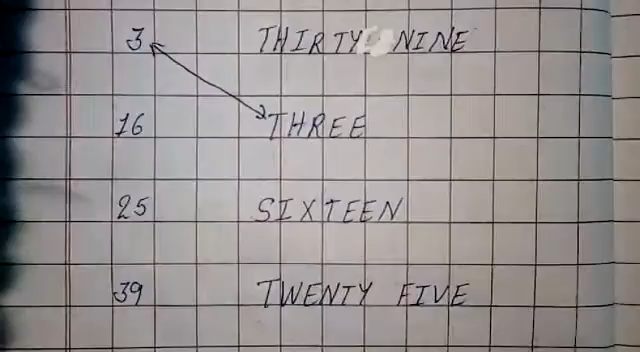 3 THIRTY NINE
16 THREE
25 SIXTEEN
39 TWENTY FIVE